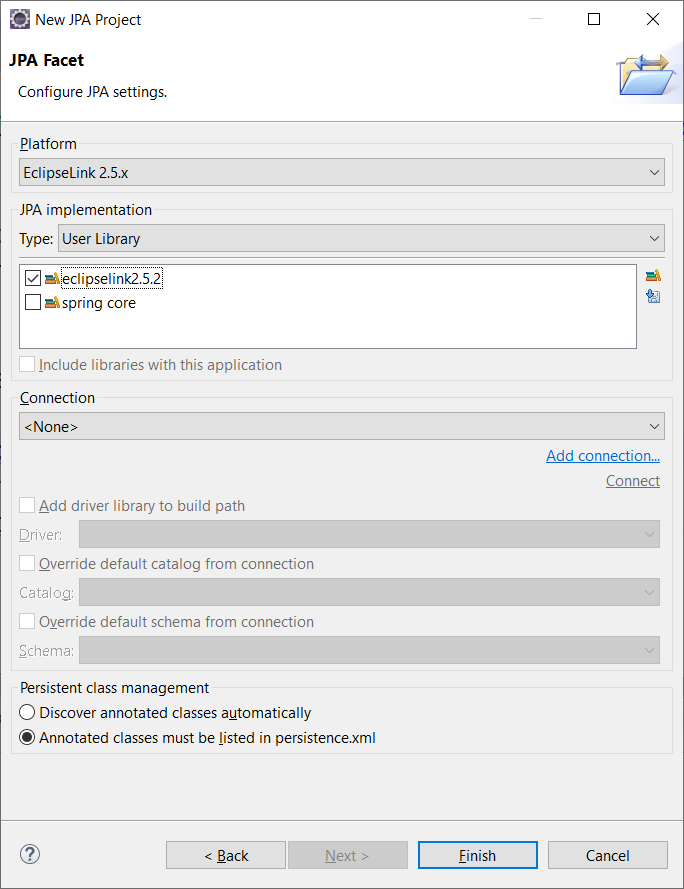 New JPA Project
JPA Facet
Configure JPA settings.
Platform
EclipseLink 2.5.x
JPA implementation
Type: User Library
eclipselink2.5.2
spring core
Include libraries with this application
Connection
<None>
Add connection...
Connect
Add driver library to build path
Driver:
Override default catalog from connection
Catalog:
Override default schema from connection
Schema:
Persistent class management
Discover annotated classes automatically
Annotated classes must be listed in persistence.xml
? < Back Next > Finish Cancel